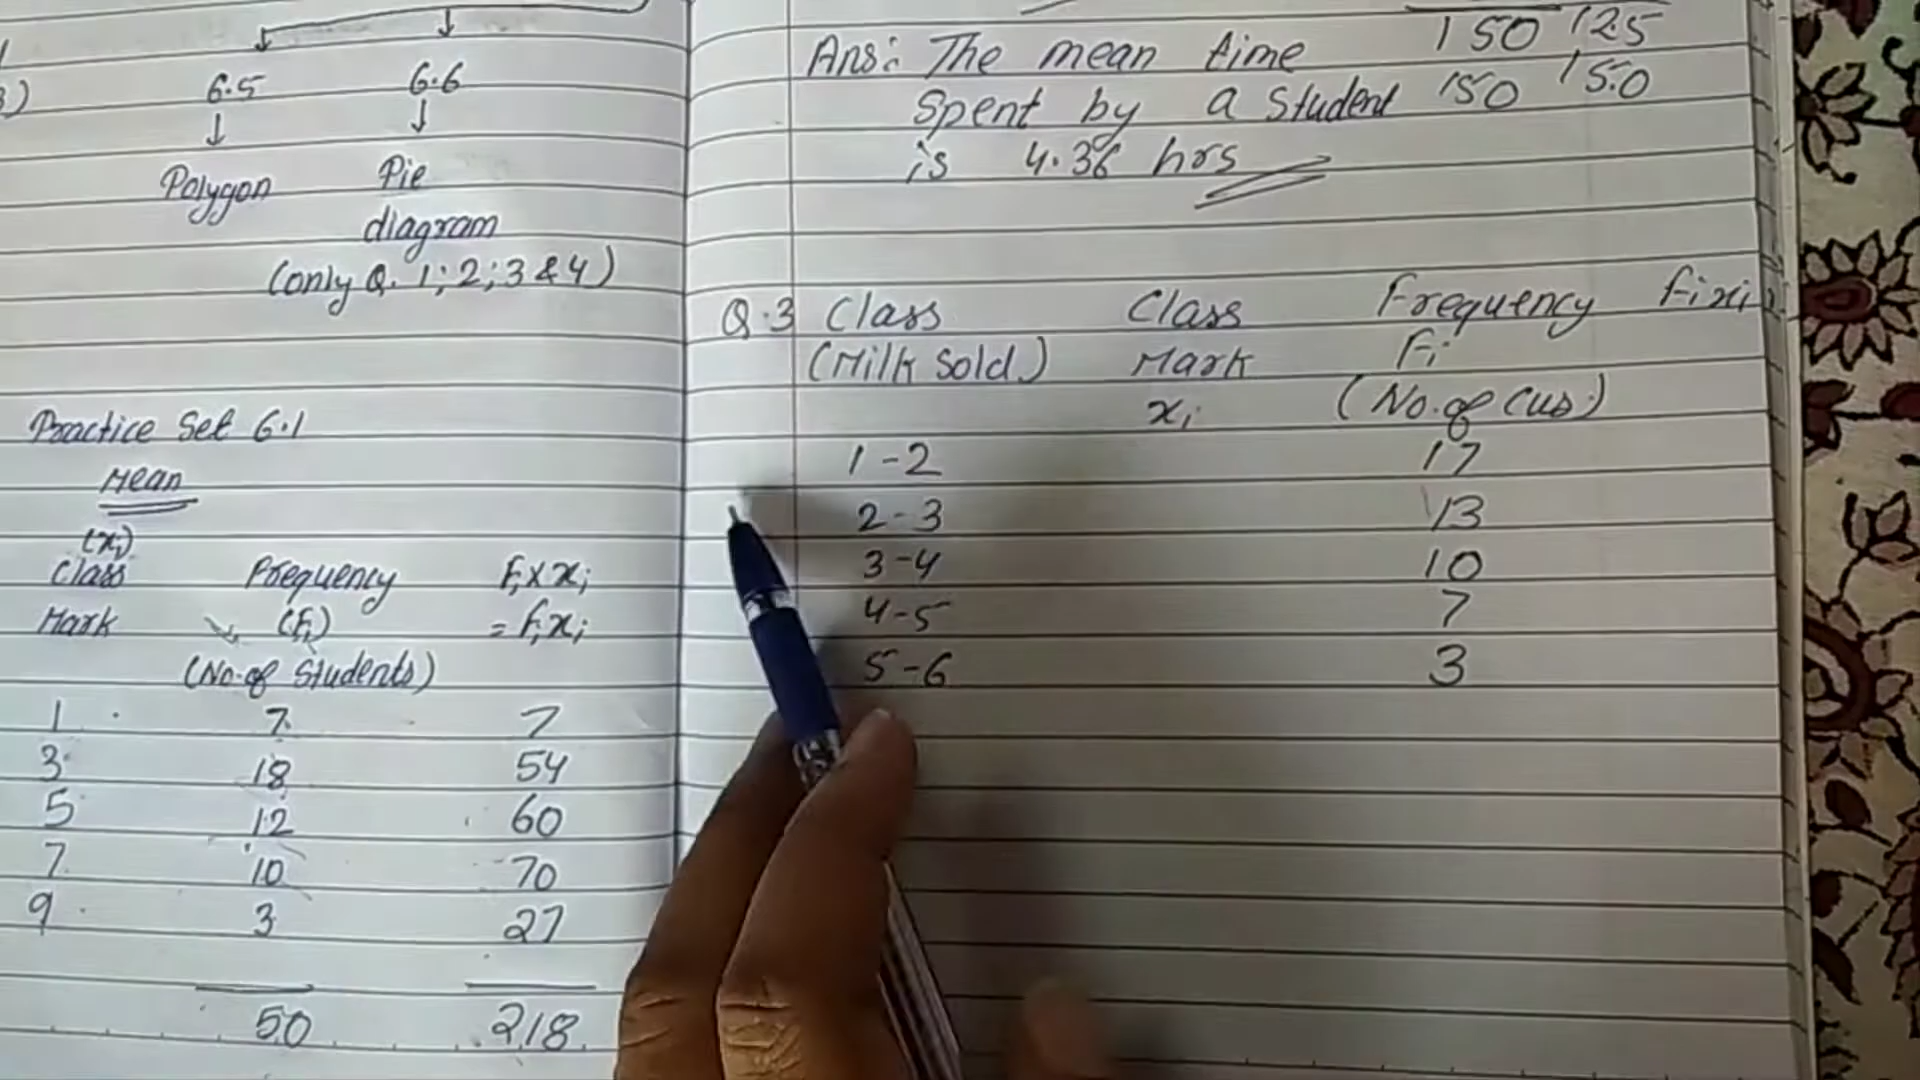 6.5 6.6
Polygon Pie
diagram
(only Q. 1; 2; 3 & 4)
Practice Set 6.1
Mean
(xi)
Class Frequency Fi x xi
Mark (Fi) = Fixi
(No. of Students)
1 7 7
3 18 54
5 12 60
7 10 70
9 3 27
50 218
Ans: The mean time 150 125
Spent by a Student 150 150
is 4.36 hrs
Q.3 Class Class Frequency Fixi
(Milk Sold) Mark Fi
xi (No. of Cus.)
1-2 17
2-3 13
3-4 10
4-5 7
5-6 3